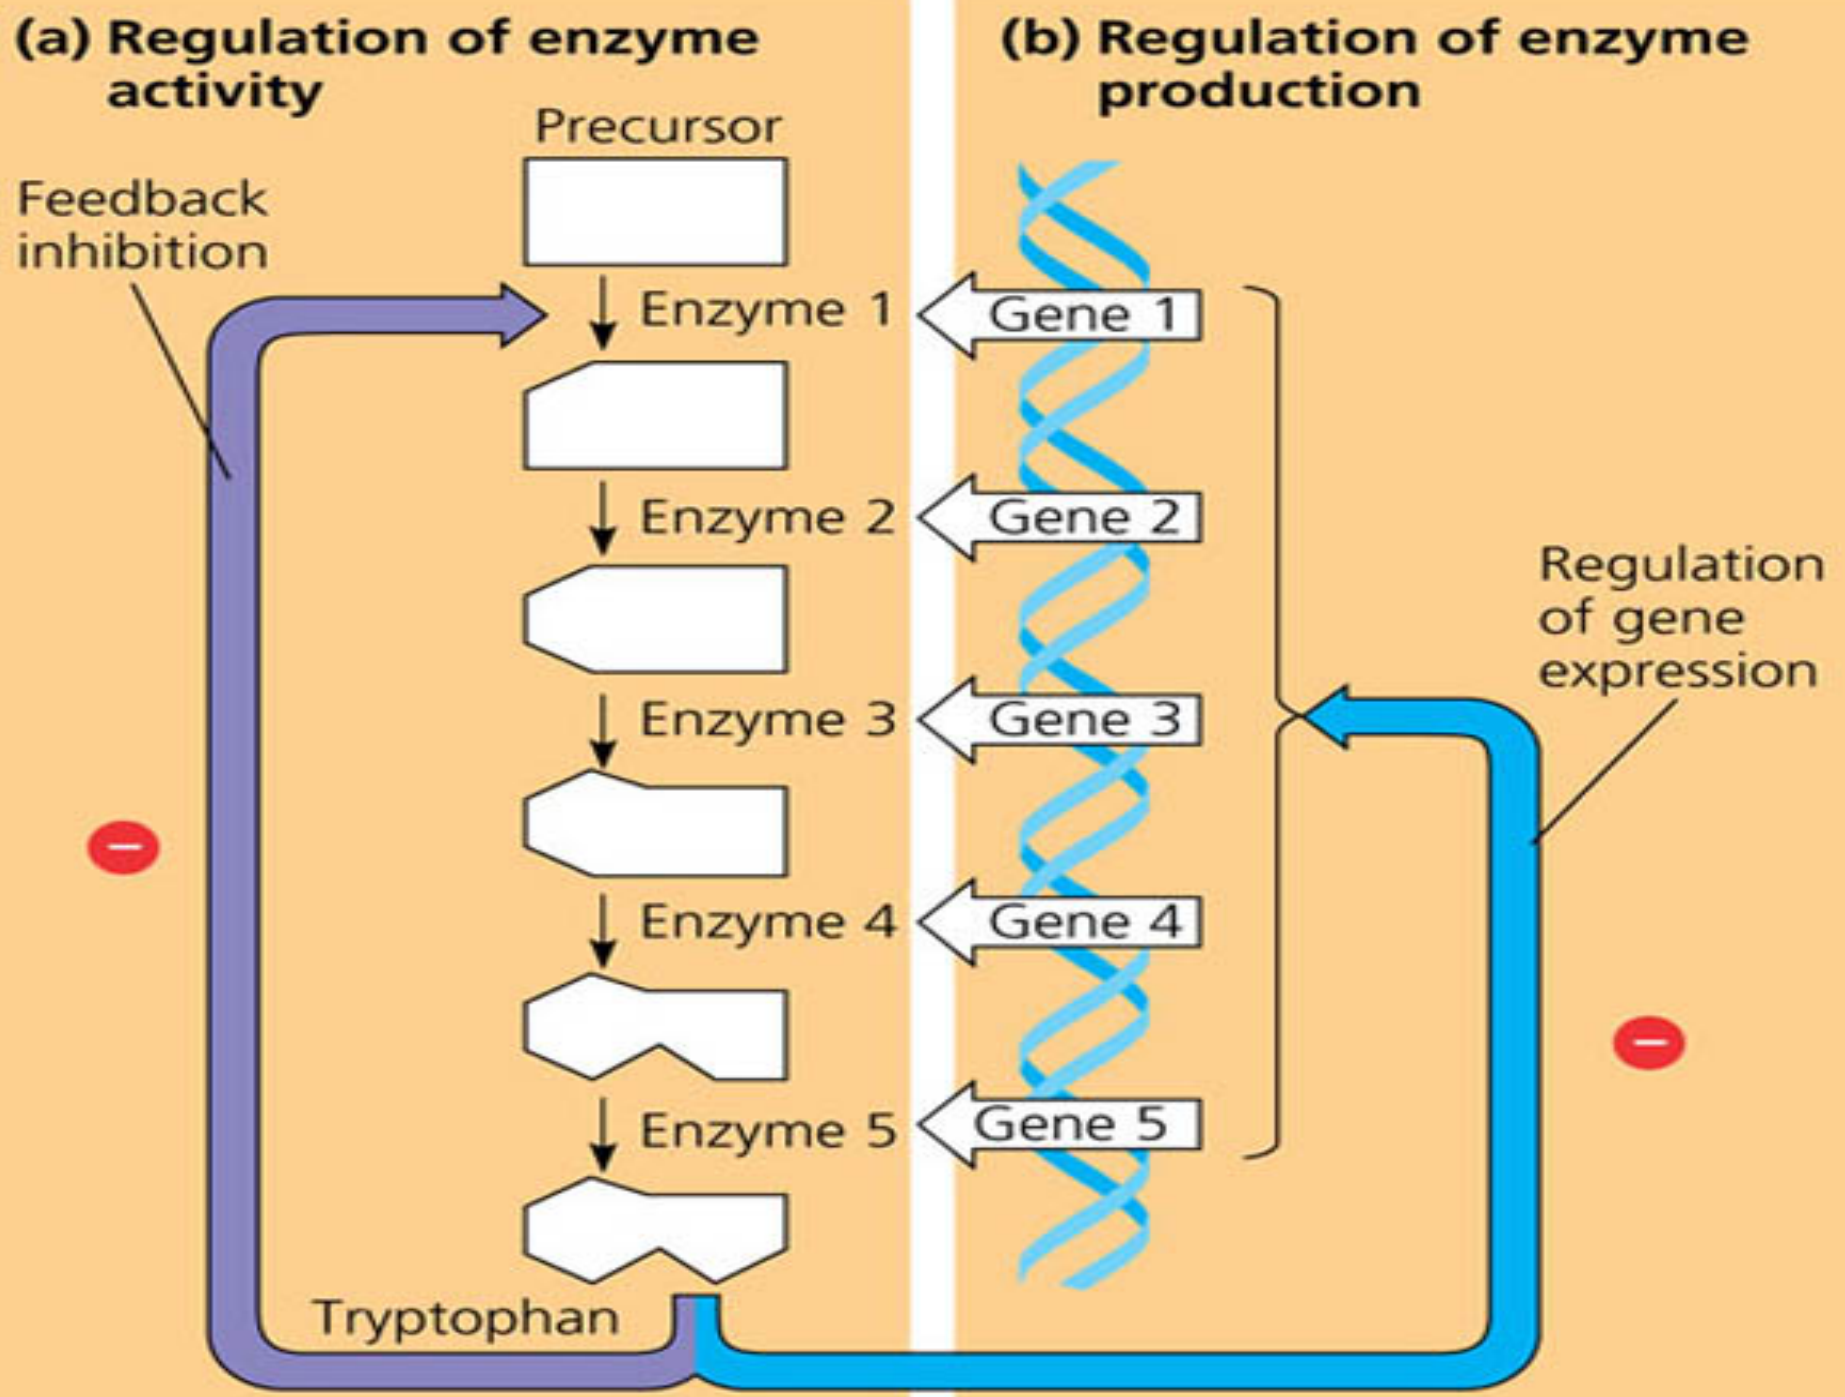 (a) Regulation of enzyme
activity
Precursor
Feedback
inhibition
Enzyme 1
Enzyme 2
Enzyme 3
Enzyme 4
Enzyme 5
Tryptophan
(b) Regulation of enzyme
production
Gene 1
Gene 2
Gene 3
Gene 4
Gene 5
Regulation
of gene
expression